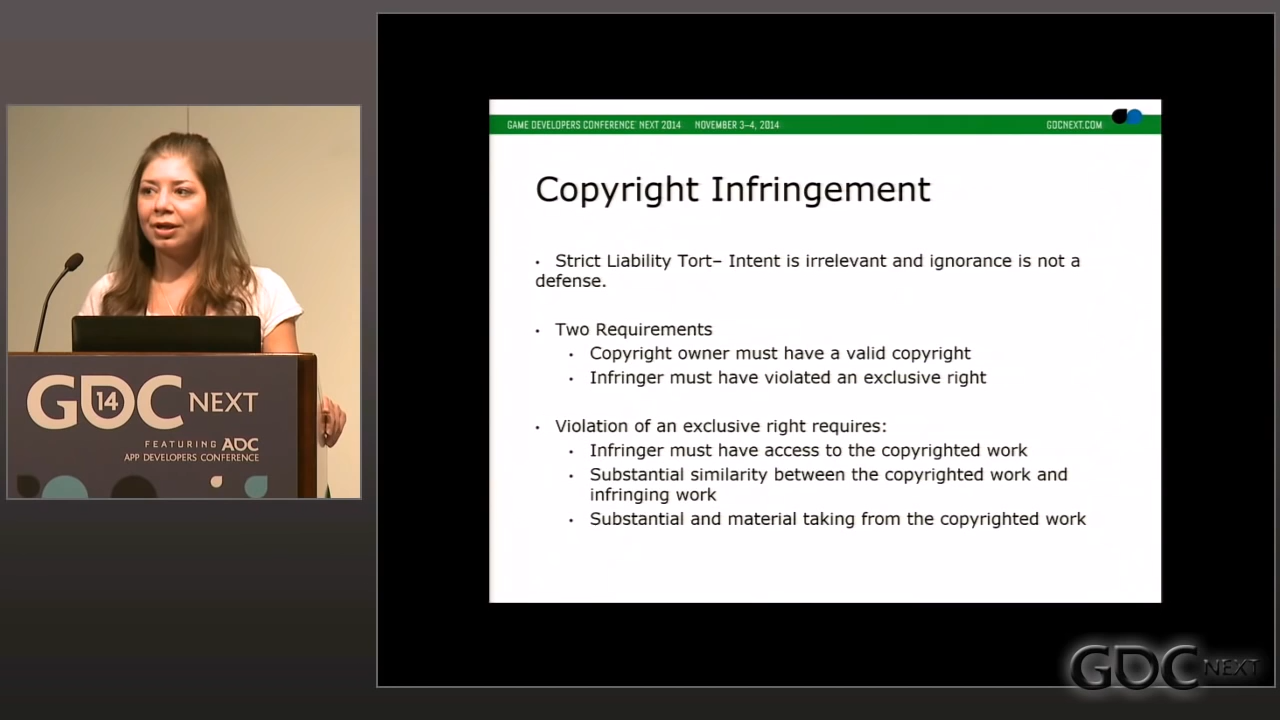 GAME DEVELOPERS CONFERENCE NEXT 2014 NOVEMBER 3–4, 2014 GDCNEXT.COM
Copyright Infringement
• Strict Liability Tort– Intent is irrelevant and ignorance is not a
defense.
• Two Requirements
• Copyright owner must have a valid copyright
• Infringer must have violated an exclusive right
• Violation of an exclusive right requires:
• Infringer must have access to the copyrighted work
• Substantial similarity between the copyrighted work and
infringing work
• Substantial and material taking from the copyrighted work
GDC 14 NEXT
FEATURING ADC
APP DEVELOPERS CONFERENCE
GDC NEXT